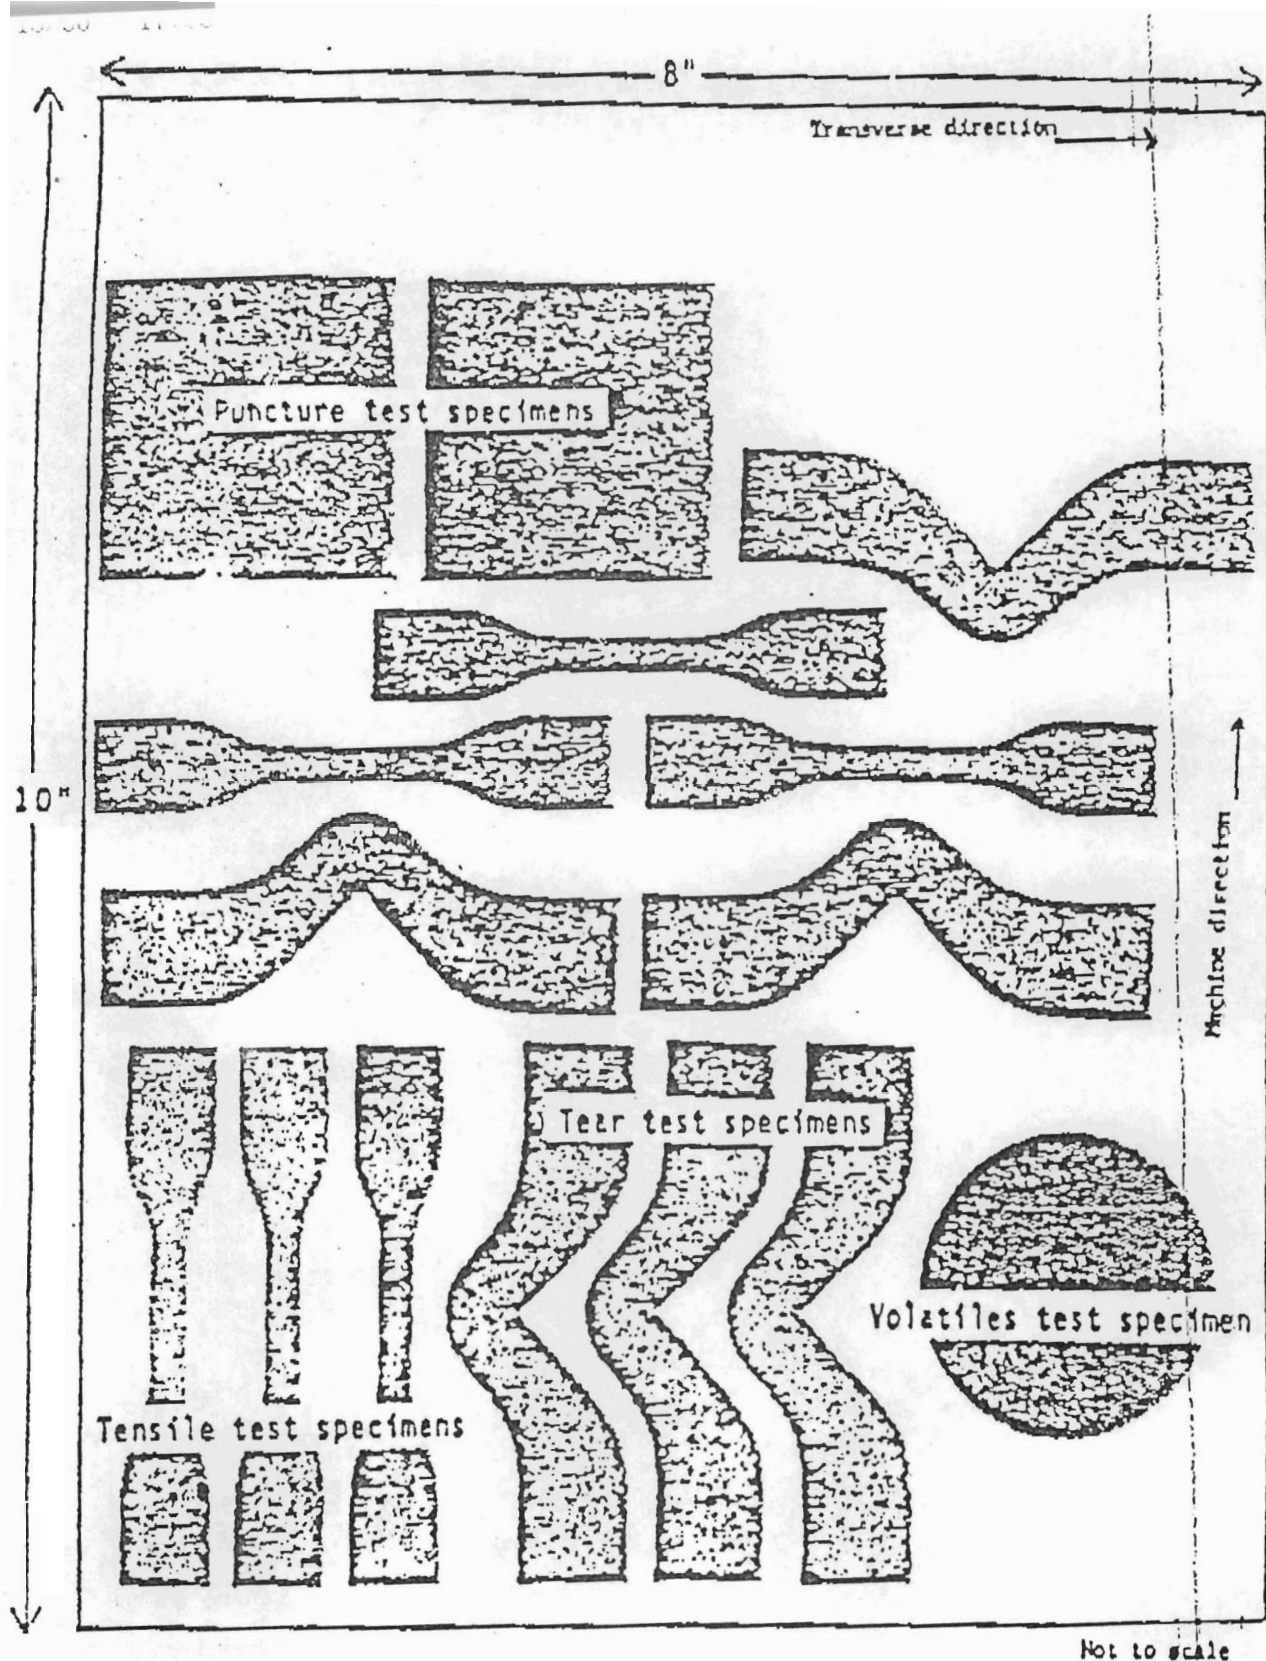 8"
Transverse direction
Puncture test specimens
10"
Machine direction
Tear test specimens
Volatiles test specimen
Tensile test specimens
Not to scale